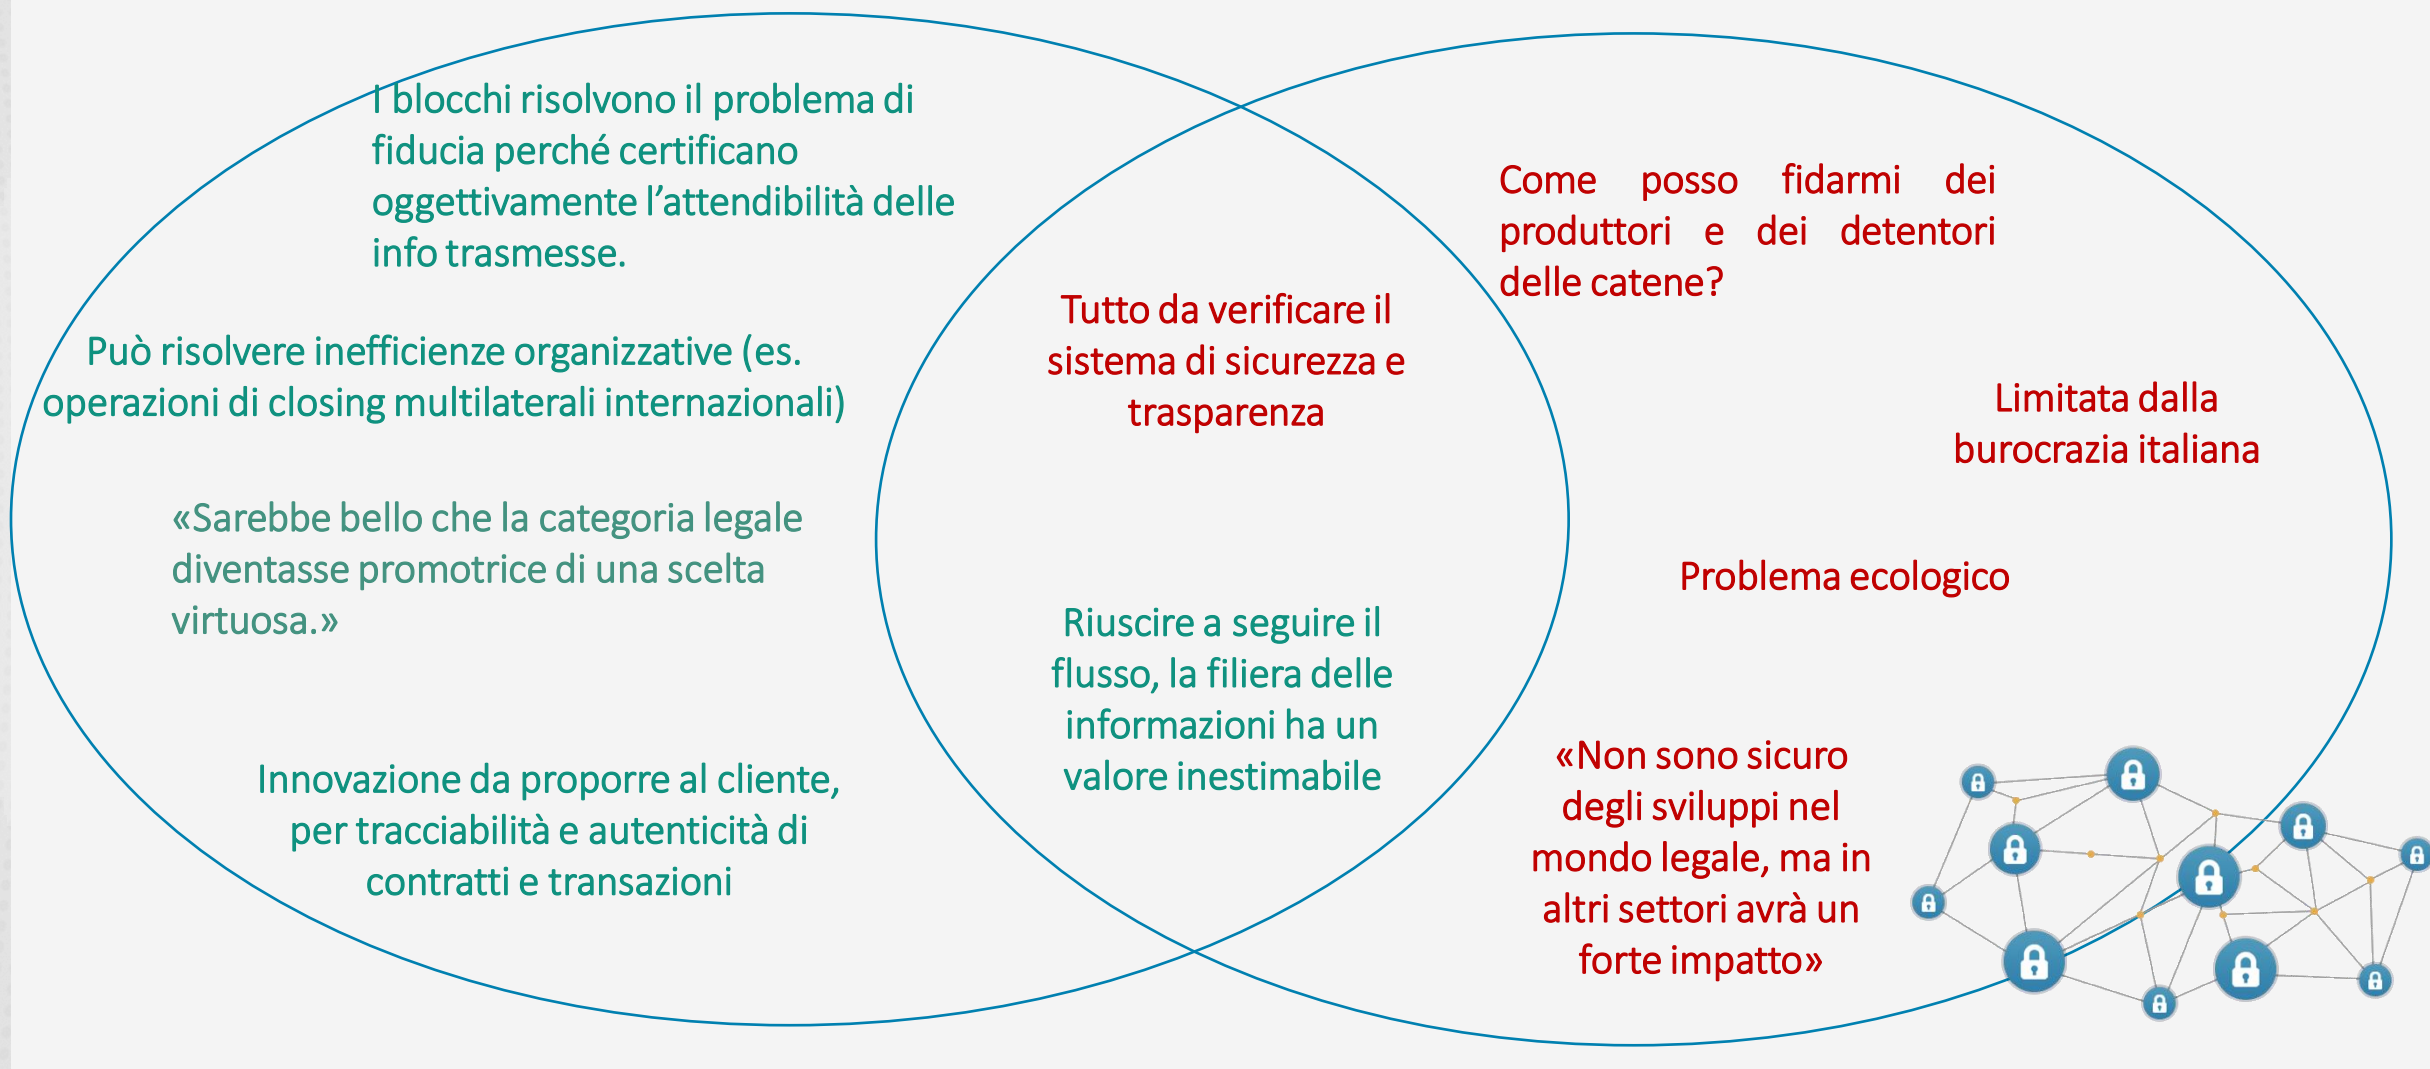 I blocchi risolvono il problema di
fiducia perché certificano
oggettivamente l’attendibilità delle
info trasmesse.
Può risolvere inefficienze organizzative (es.
operazioni di closing multilaterali internazionali)
«Sarebbe bello che la categoria legale
diventasse promotrice di una scelta
virtuosa.»
Innovazione da proporre al cliente,
per tracciabilità e autenticità di
contratti e transazioni
Tutto da verificare il
sistema di sicurezza e
trasparenza
Riuscire a seguire il
flusso, la filiera delle
informazioni ha un
valore inestimabile
Come posso fidarmi dei
produttori e dei detentori
delle catene?
Limitata dalla
burocrazia italiana
Problema ecologico
«Non sono sicuro
degli sviluppi nel
mondo legale, ma in
altri settori avrà un
forte impatto»